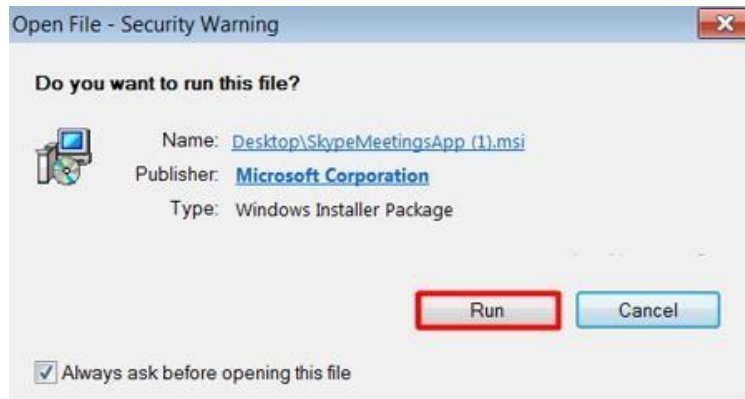 Open File - Security Warning
Do you want to run this file?
Name: Desktop\SkypeMeetingsApp (1).msi
Publisher: Microsoft Corporation
Type: Windows Installer Package
Run Cancel
Always ask before opening this file